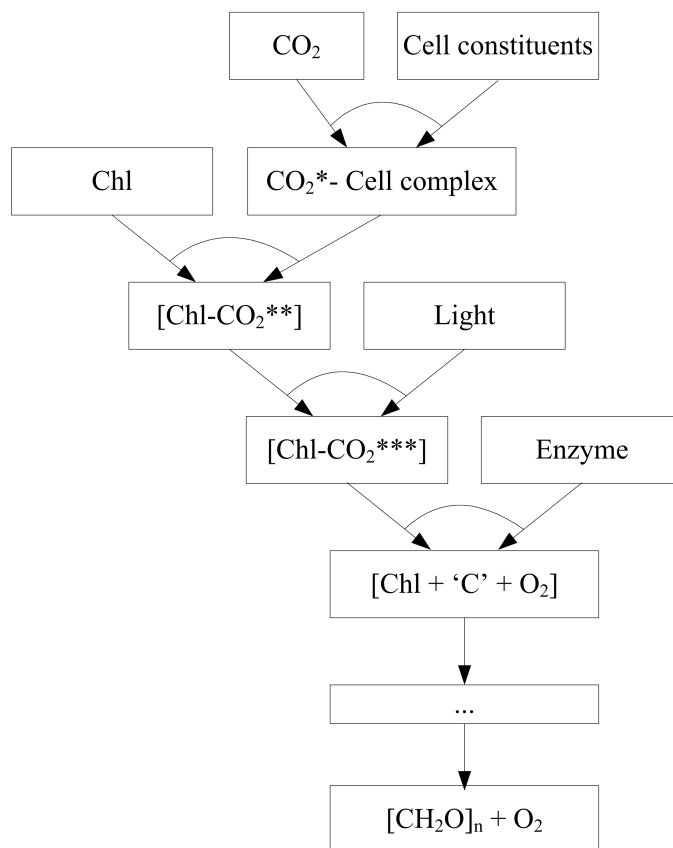 CO₂
Cell constituents
Chl
CO₂*- Cell complex
[Chl-CO₂**]
Light
[Chl-CO₂***]
Enzyme
[Chl + ‘C’ + O₂]
...
[CH₂O]ₙ + O₂